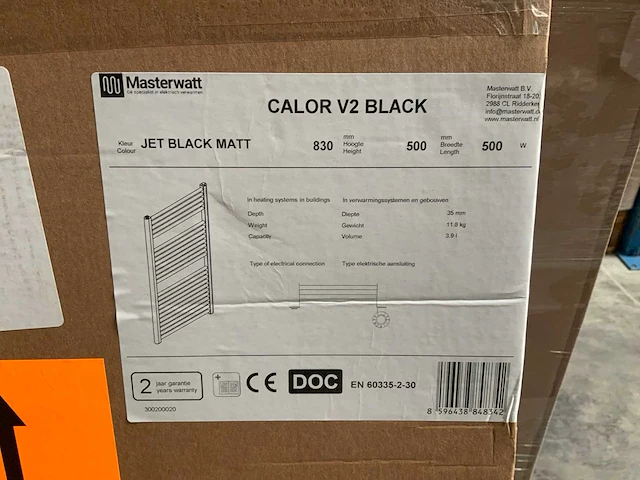 Masterwatt
De specialist in elektrisch verwarmen
CALOR V2 BLACK
Masterwatt B.V.
Florijnstraat 18-20
2988 CL Ridderkerk
info@masterwatt.
www.masterwatt.nl
Kleur
Colour
JET BLACK MATT
830
mm
Hoogte
Height
500
mm
Breedte
Length
500
W
In heating systems in buildings
In verwarmingssystemen en gebouwen
Depth
Diepte
35 mm
Weight
Gewicht
11.8 kg
Capacity
Volume
3.9 l
Type of electrical connection
Type elektrische aansluiting
2
jaar garantie
years warranty
CE
DOC
EN 60335-2-30
300200020
8 596438 848342